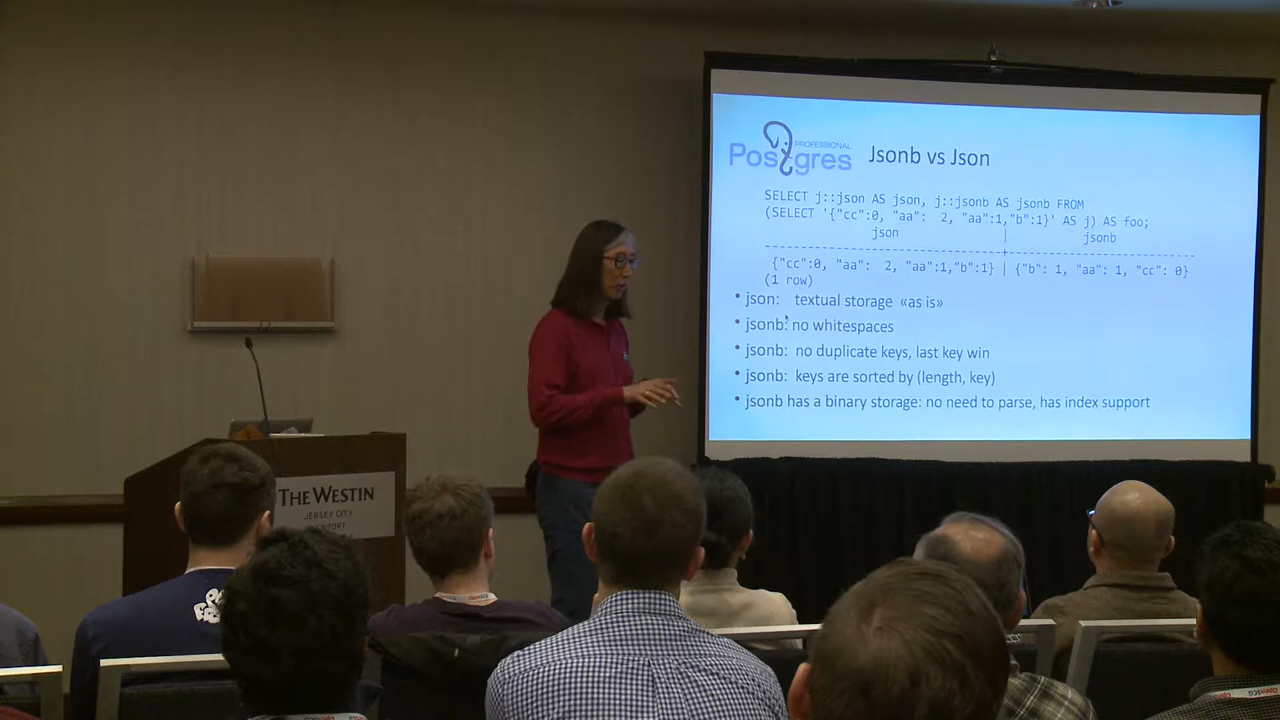 PROFESSIONAL
Postgres
Jsonb vs Json
SELECT j::json AS json, j::jsonb AS jsonb FROM
(SELECT '{"cc":0, "aa":  2, "aa":1,"b":1}' AS j) AS foo;
json | jsonb
{"cc":0, "aa":  2, "aa":1,"b":1} | {"b": 1, "aa": 1, "cc": 0}
(1 row)
• json: textual storage «as is»
• jsonb: no whitespaces
• jsonb: no duplicate keys, last key win
• jsonb: keys are sorted by (length, key)
• jsonb has a binary storage: no need to parse, has index support
THE WESTIN
JERSEY CITY
OpenSCG